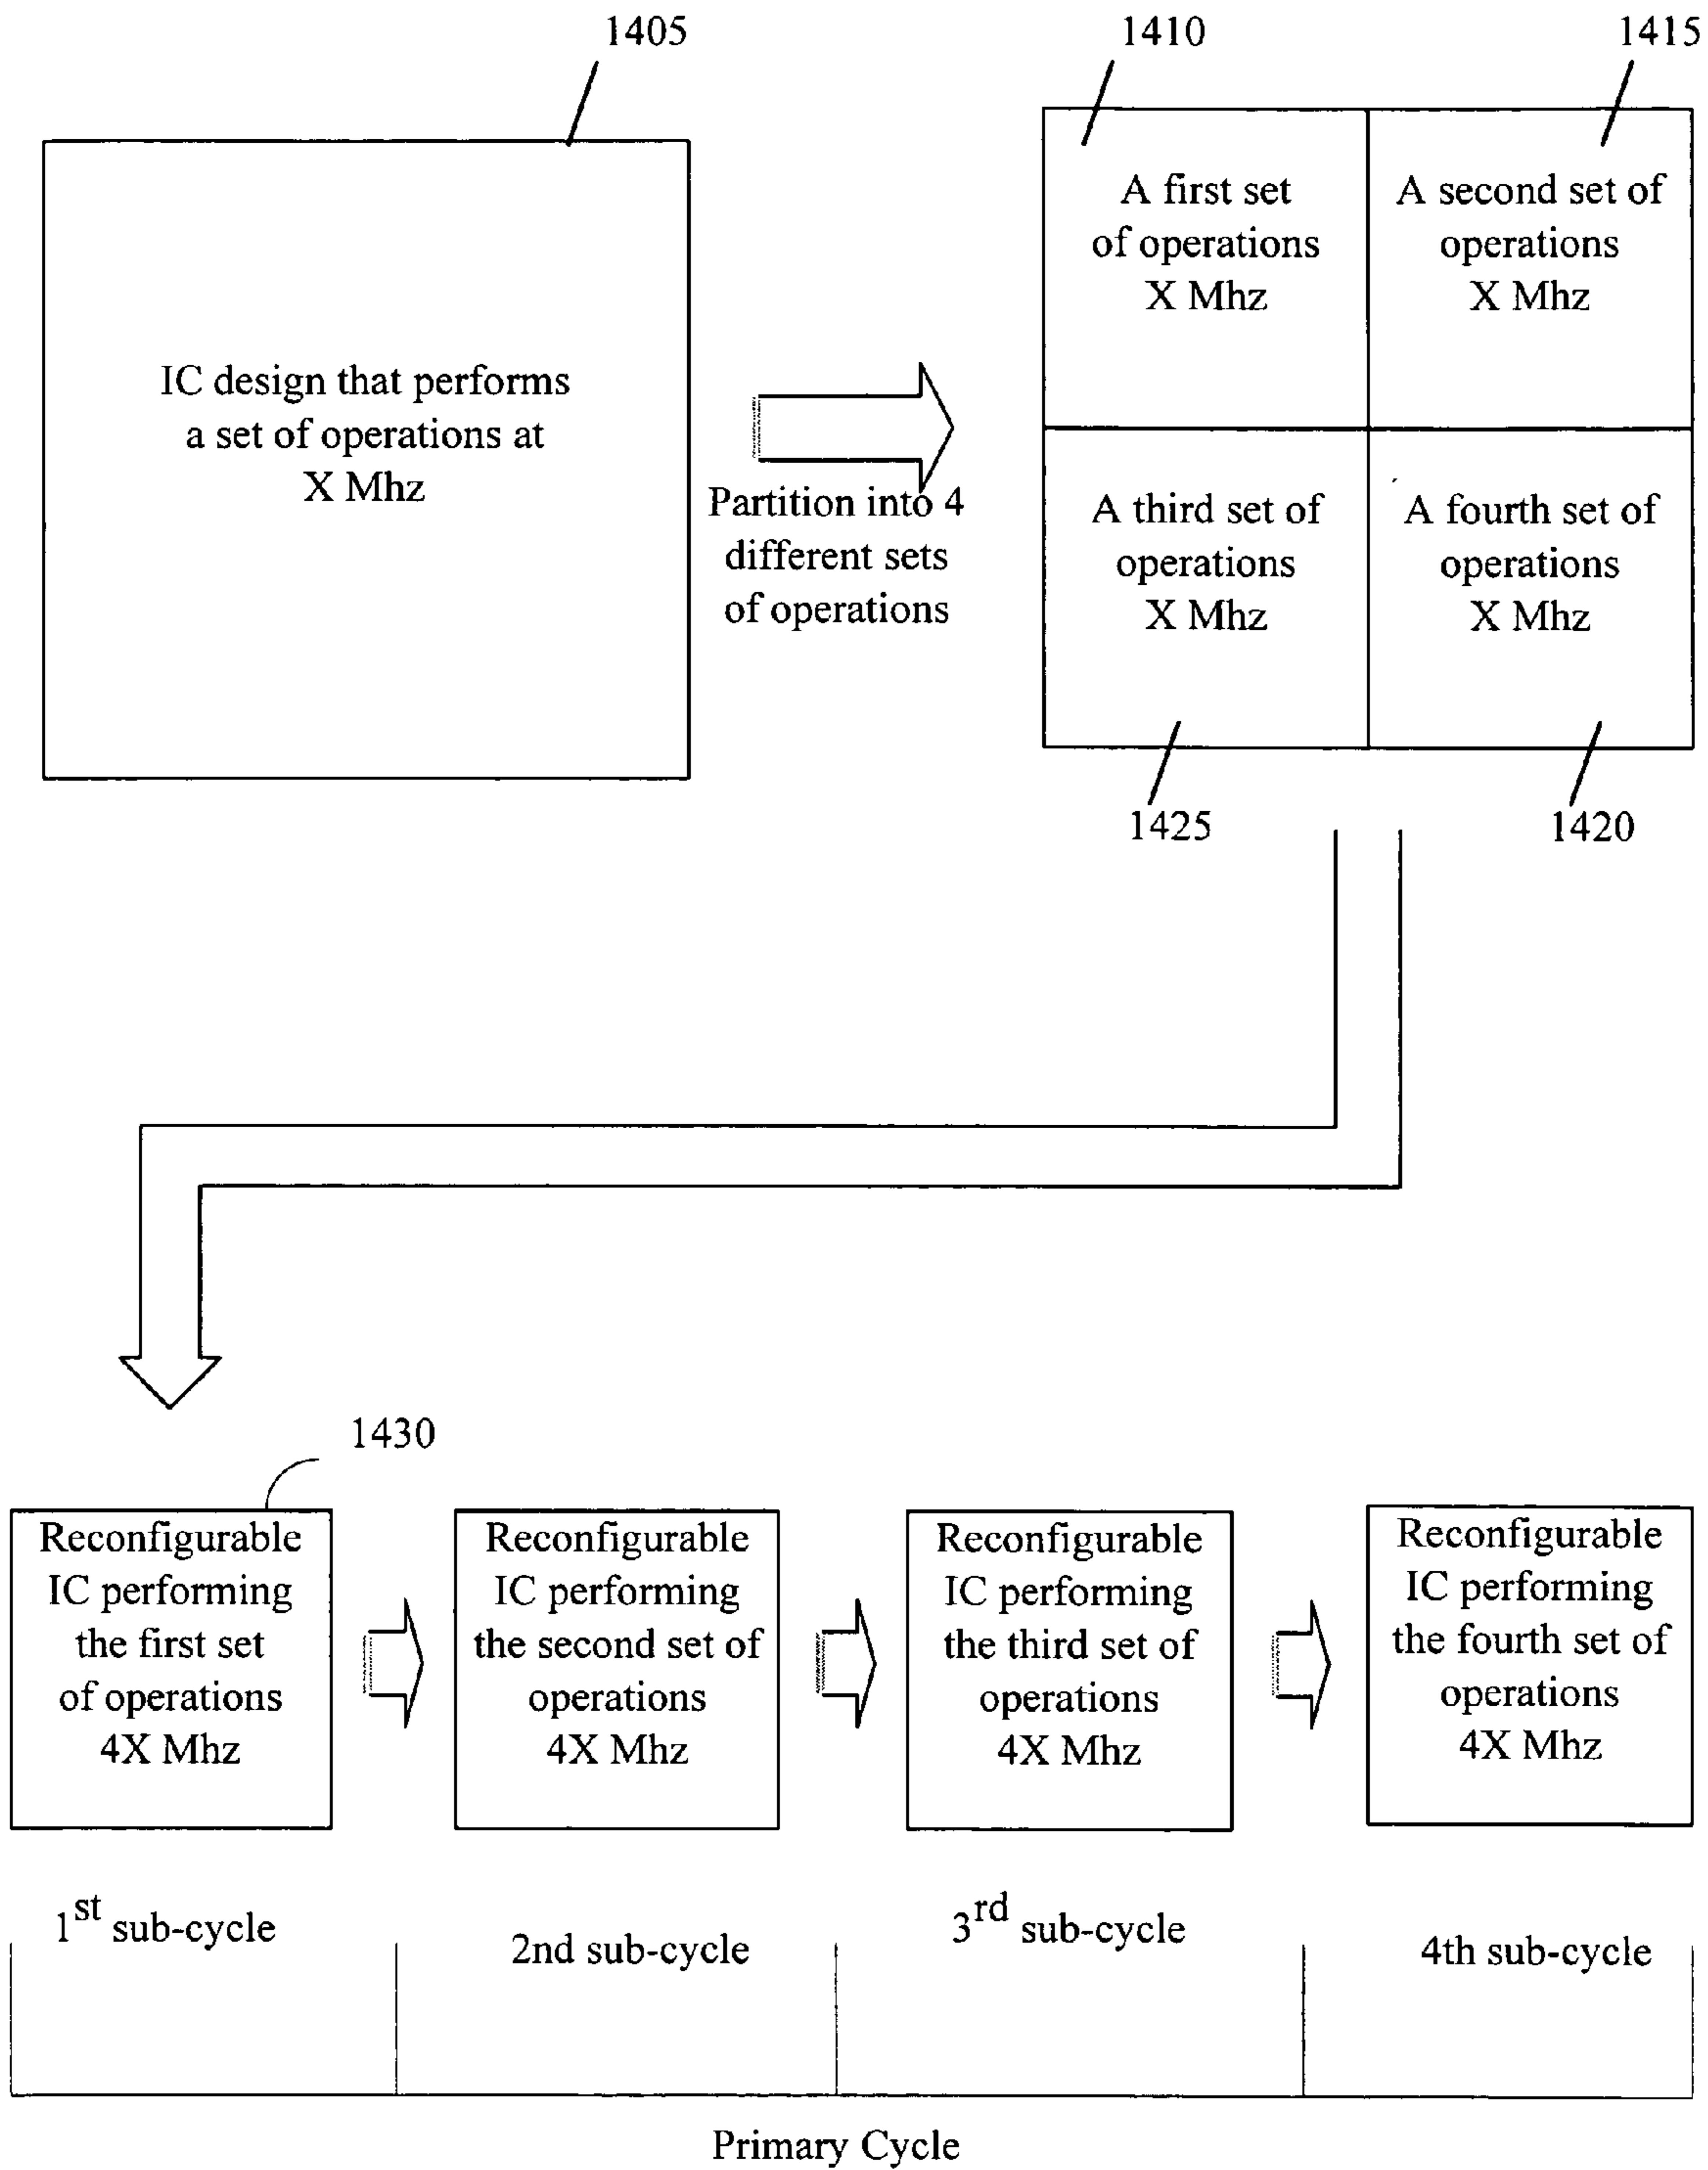 1405
IC design that performs
a set of operations at
X Mhz
Partition into 4
different sets
of operations
1410
1415
A first set
of operations
X Mhz
A second set of
operations
X Mhz
A third set of
operations
X Mhz
A fourth set of
operations
X Mhz
1425
1420
1430
Reconfigurable
IC performing
the first set
of operations
4X Mhz
Reconfigurable
IC performing
the second set of
operations
4X Mhz
Reconfigurable
IC performing
the third set of
operations
4X Mhz
Reconfigurable
IC performing
the fourth set of
operations
4X Mhz
1st sub-cycle
2nd sub-cycle
3rd sub-cycle
4th sub-cycle
Primary Cycle